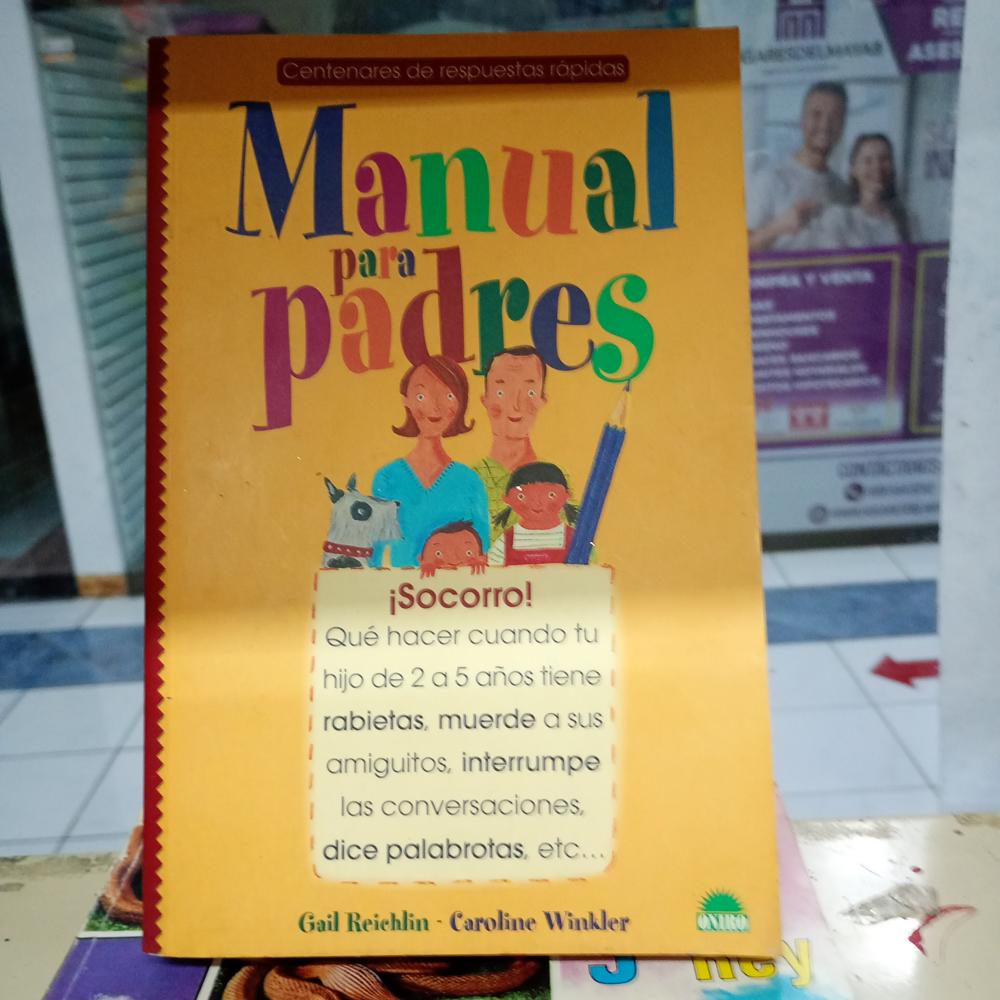 Centenares de respuestas rápidas
Manual
para
padres
¡Socorro!
Qué hacer cuando tu
hijo de 2 a 5 años tiene
rabietas, muerde a sus
amiguitos, interrumpe
las conversaciones,
dice palabrotas, etc...
Gail Reichlin - Caroline Winkler
ONIRO
Y VENTA